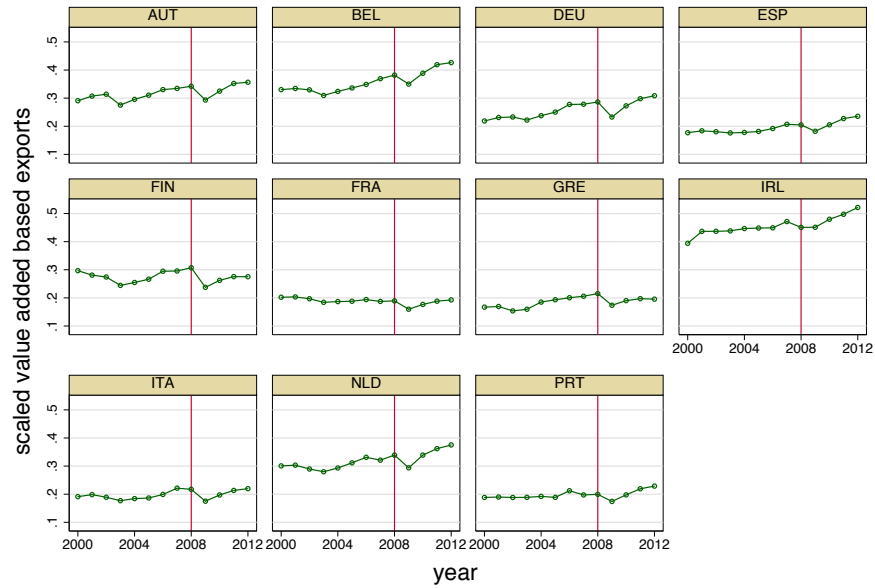 AUT BEL DEU ESP
.5
.4
.3
.2
.1
FIN FRA GRE IRL
.5
.4
.3
.2
.1
2000 2004 2008 2012
ITA NLD PRT
.5
.4
.3
.2
.1
2000 2004 2008 2012 2000 2004 2008 2012 2000 2004 2008 2012
scaled value added based exports
year